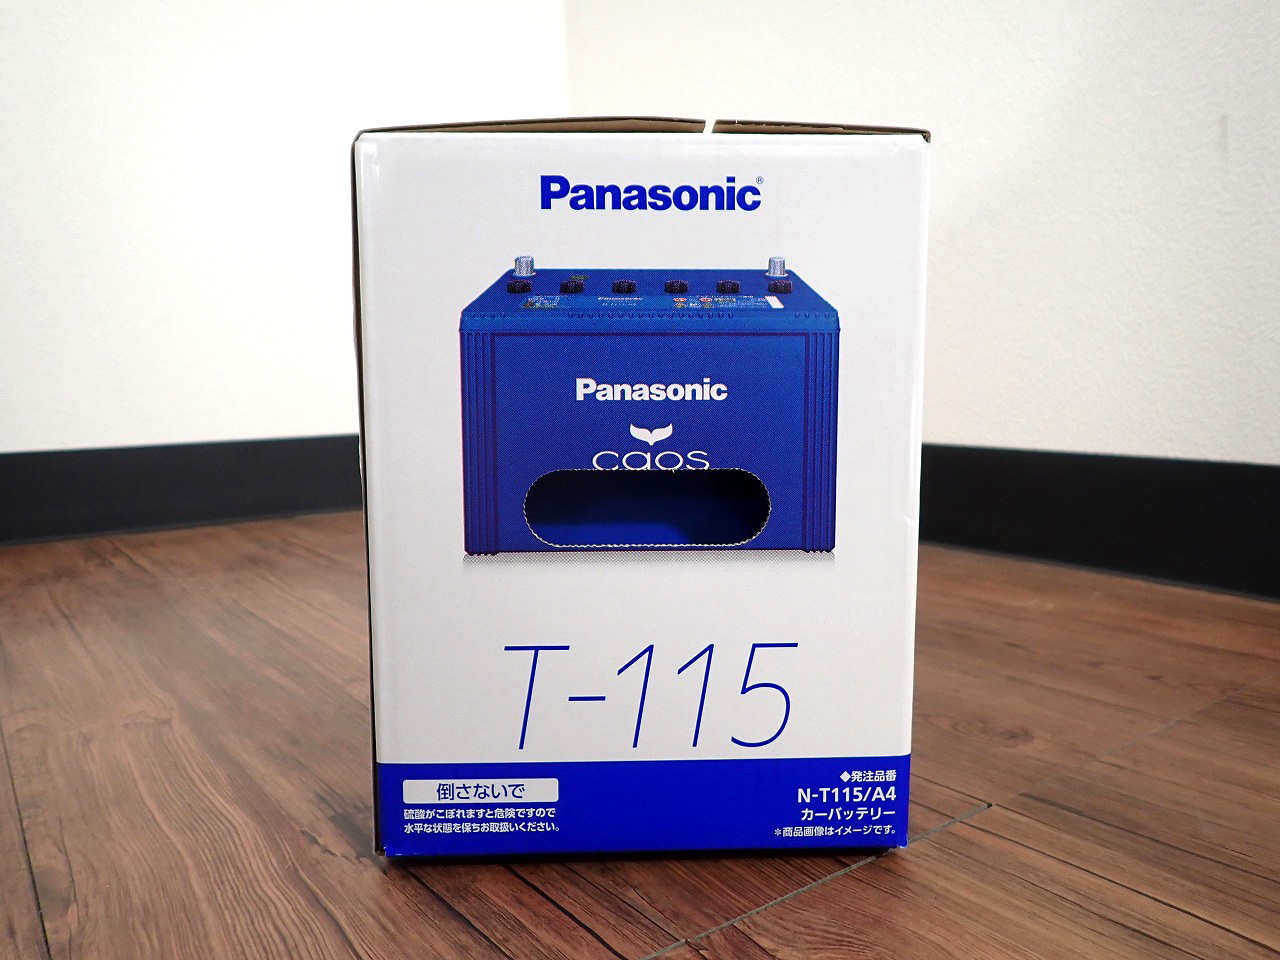 Panasonic®
Panasonic
Panasonic
caos
T-115
倒さないで
硫酸がこぼれますと危険ですので
水平な状態を保ちお取扱いください。
◆発注品番
N-T115/A4
カーバッテリー
＊商品画像はイメージです。